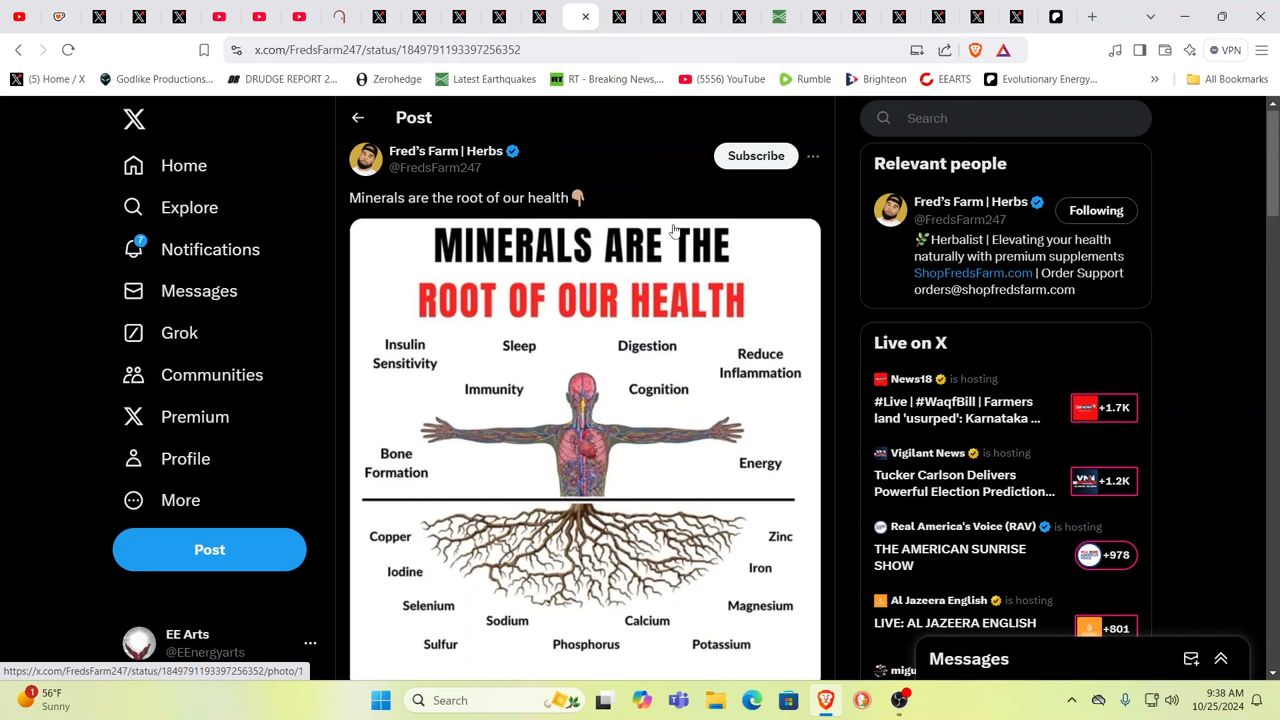 x.com/FredsFarm247/status/1849791193397256352
VPN
(5) Home / X
Godlike Productions...
DRUDGE REPORT 2...
Zerohedge
Latest Earthquakes
RT - Breaking News,...
(5555) YouTube
Rumble
Brighteon
EEARTS
Evolutionary Energy...
»
All Bookmarks
Home
Explore
7
Notifications
Messages
Grok
Communities
Premium
Profile
More
Post
EE Arts
@EEnergyarts
Post
Fred's Farm | Herbs
@FredsFarm247
Subscribe
Minerals are the root of our health👇🏽
MINERALS ARE THE
ROOT OF OUR HEALTH
Insulin
Sensitivity
Sleep
Digestion
Reduce
Inflammation
Immunity
Cognition
Bone
Formation
Energy
Copper
Zinc
Iodine
Iron
Selenium
Magnesium
Sodium
Calcium
Sulfur
Phosphorus
Potassium
Search
Relevant people
Fred's Farm | Herbs
@FredsFarm247
Following
🌿Herbalist | Elevating your health
naturally with premium supplements
ShopFredsFarm.com | Order Support
orders@shopfredsfarm.com
Live on X
News18 is hosting
#Live | #WaqfBill | Farmers
land 'usurped': Karnataka ...
+1.7K
Vigilant News is hosting
Tucker Carlson Delivers
Powerful Election Prediction...
+1.2K
Real America's Voice (RAV) is hosting
THE AMERICAN SUNRISE
SHOW
+978
Al Jazeera English is hosting
LIVE: AL JAZEERA ENGLISH
+801
Messages
https://x.com/FredsFarm247/status/1849791193397256352/photo/1
1
56°F
Sunny
Search
9:38 AM
10/25/2024